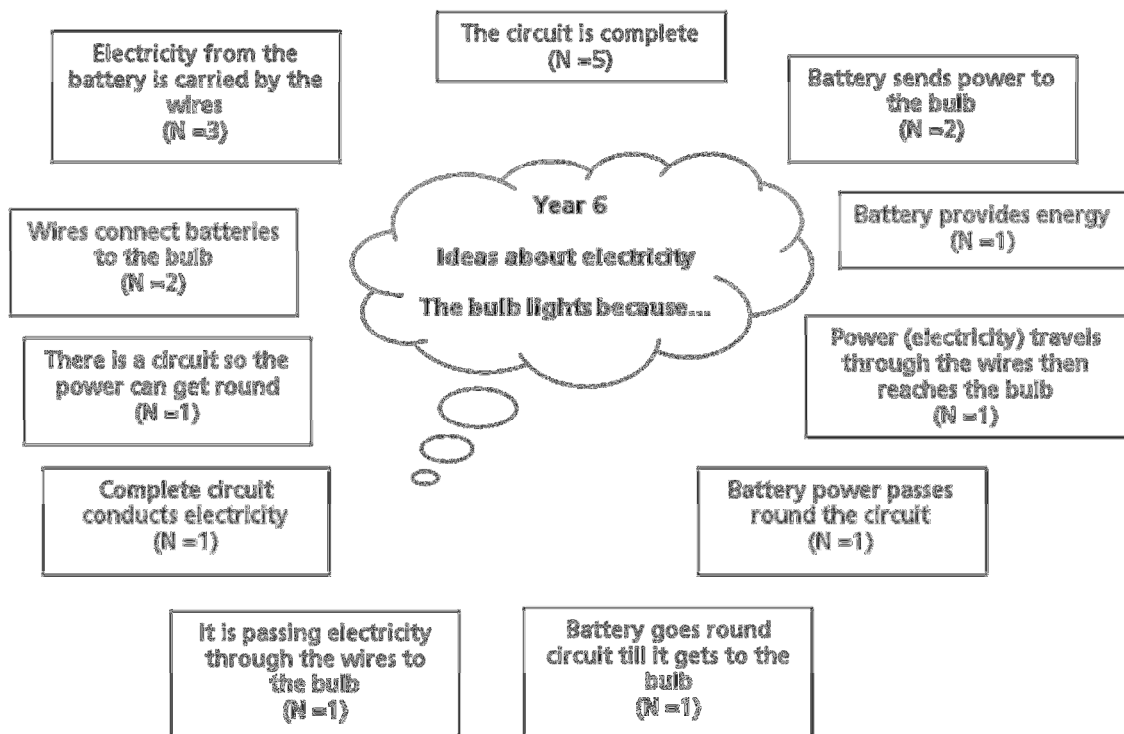 The circuit is complete
(N =5)
Electricity from the
battery is carried by the
wires
(N =3)
Battery sends power to
the bulb
(N =2)
Year 6
Ideas about electricity
The bulb lights because...
Battery provides energy
(N =1)
Wires connect batteries
to the bulb
(N =2)
Power (electricity) travels
through the wires then
reaches the bulb
(N =1)
There is a circuit so the
power can get round
(N =1)
Complete circuit
conducts electricity
(N =1)
Battery power passes
round the circuit
(N =1)
It is passing electricity
through the wires to
the bulb
(N =1)
Battery goes round
circuit till it gets to the
bulb
(N =1)